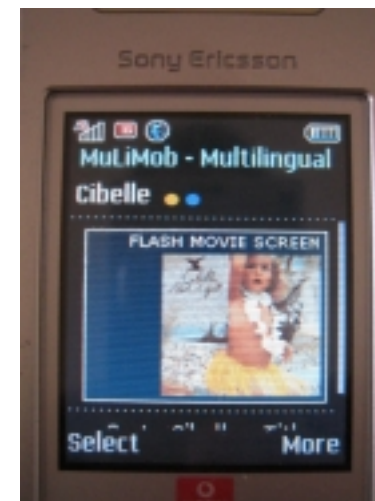 Sony Ericsson
MuLiMob - Multilingual
Cibelle
FLASH MOVIE SCREEN
Select
More